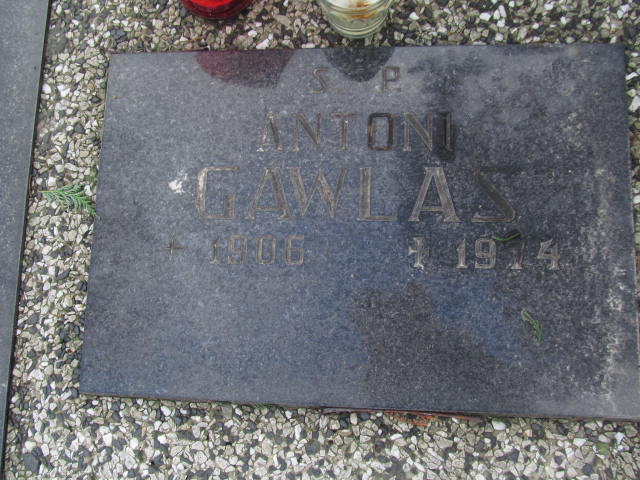 Ś P.
ANTONI
GAWLAS
+ 1906 † 1974